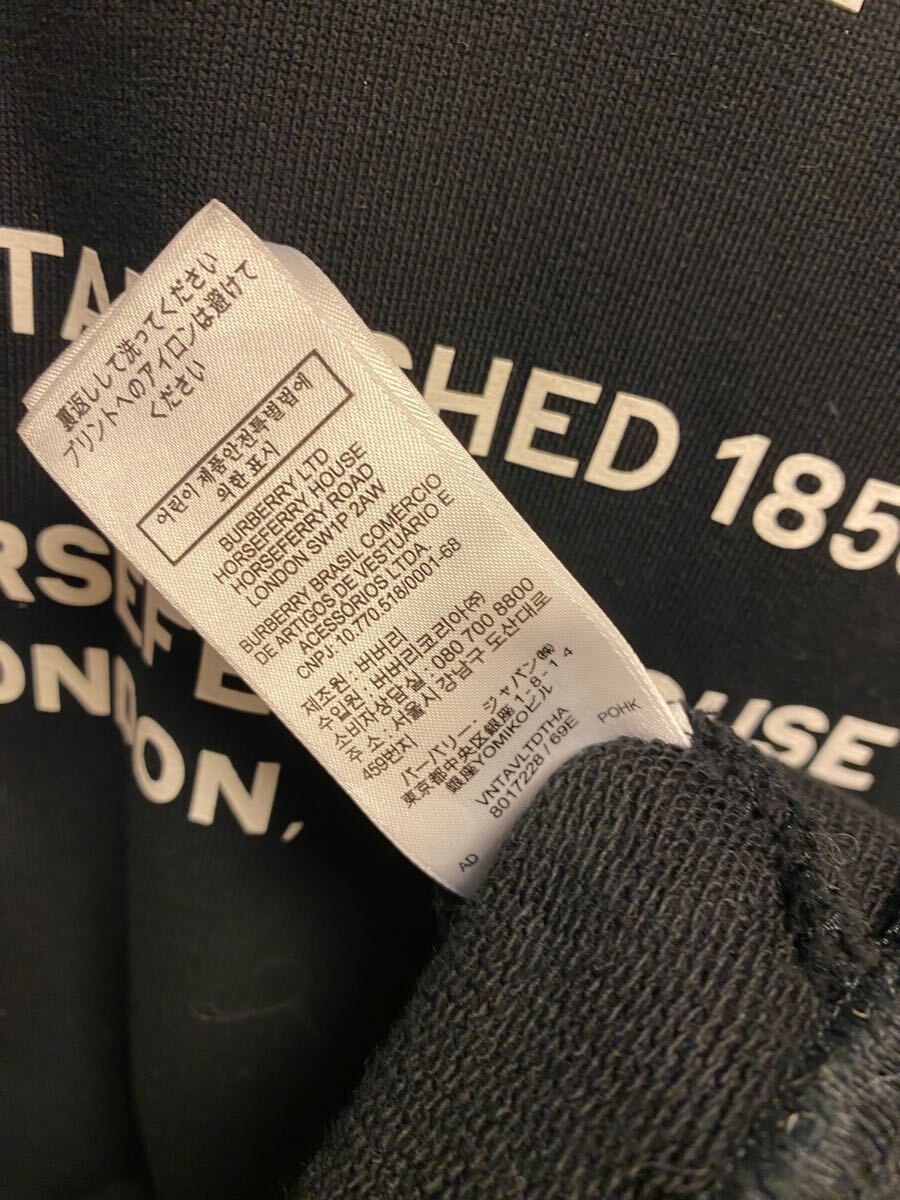 裏返しして洗ってください
プリントへのアイロンは避けて
ください
어린이 제품안전특별법에
의한 표시
BURBERRY LTD
HORSEFERRY HOUSE
HORSEFERRY ROAD
LONDON SW1P 2AW
BURBERRY BRASIL COMÉRCIO
DE ARTIGOS DE VESTUÁRIO E
ACESSÓRIOS LTDA.
CNPJ-10.770.518/0001-68
제조원 : 버버리
수입원 : 버버리코리아(주)
소비자상담실 : 080 700 8800
주소 : 서울시 강남구 도산대로
459번지
バーバリー・ジャパン(株)
東京都中央区銀座1-8-14
銀座YOMIKOビル
VNTAVLTDTHA
8017228 / 69E
POHK
AD
SHED 185
ONDON,
USE